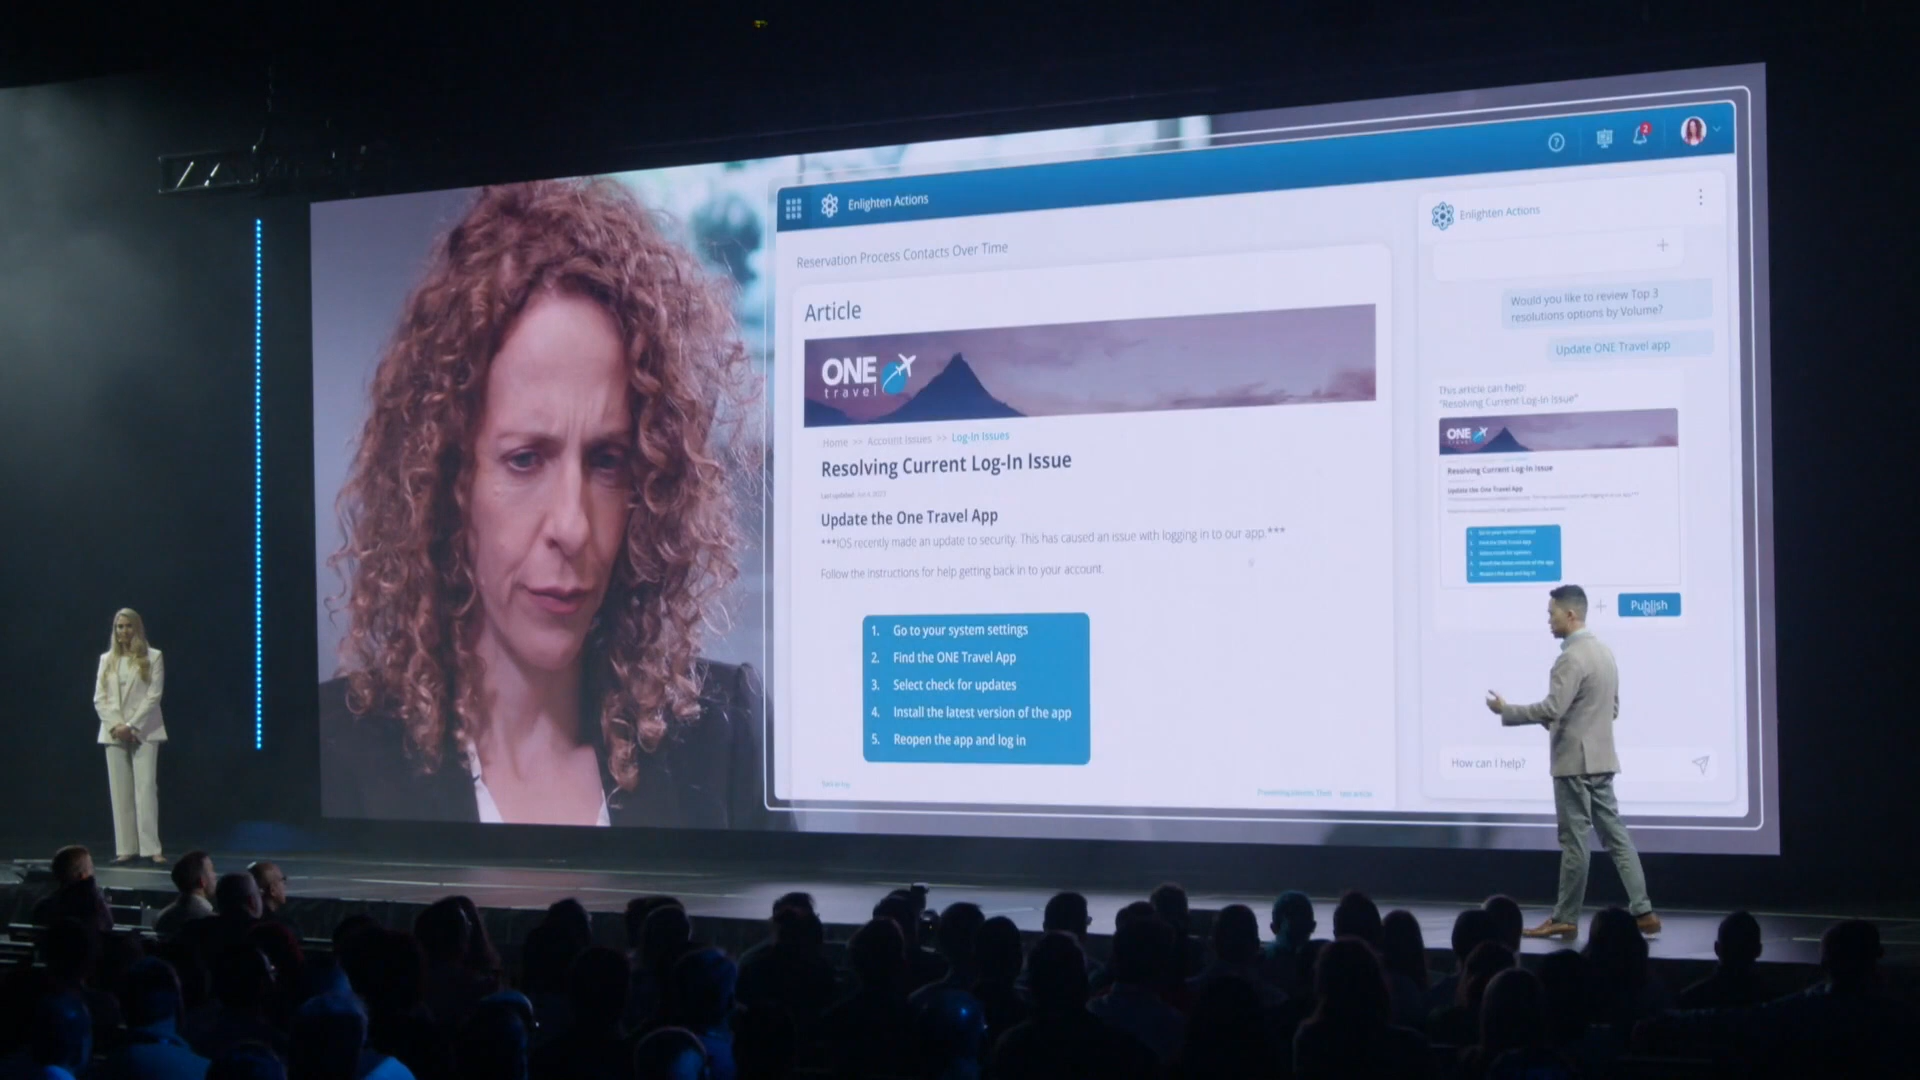 Enlighten Actions
2
Reservation Process Contacts Over Time
Article
ONE
travel
Home >> Account Issues >> Log-In Issues
Resolving Current Log-In Issue
Update the One Travel App
***iOS recently made an update to security. This has caused an issue with logging in to our app.***
Follow the instructions for help getting back in to your account.
1. Go to your system settings
2. Find the ONE Travel App
3. Select check for updates
4. Install the latest version of the app
5. Reopen the app and log in
Enlighten Actions
Would you like to review Top 3
resolutions options by Volume?
Update ONE Travel app
This article can help:
"Resolving Current Log-In Issue"
ONE
Resolving Current Log-In Issue
Update the One Travel App
Publish
How can I help?